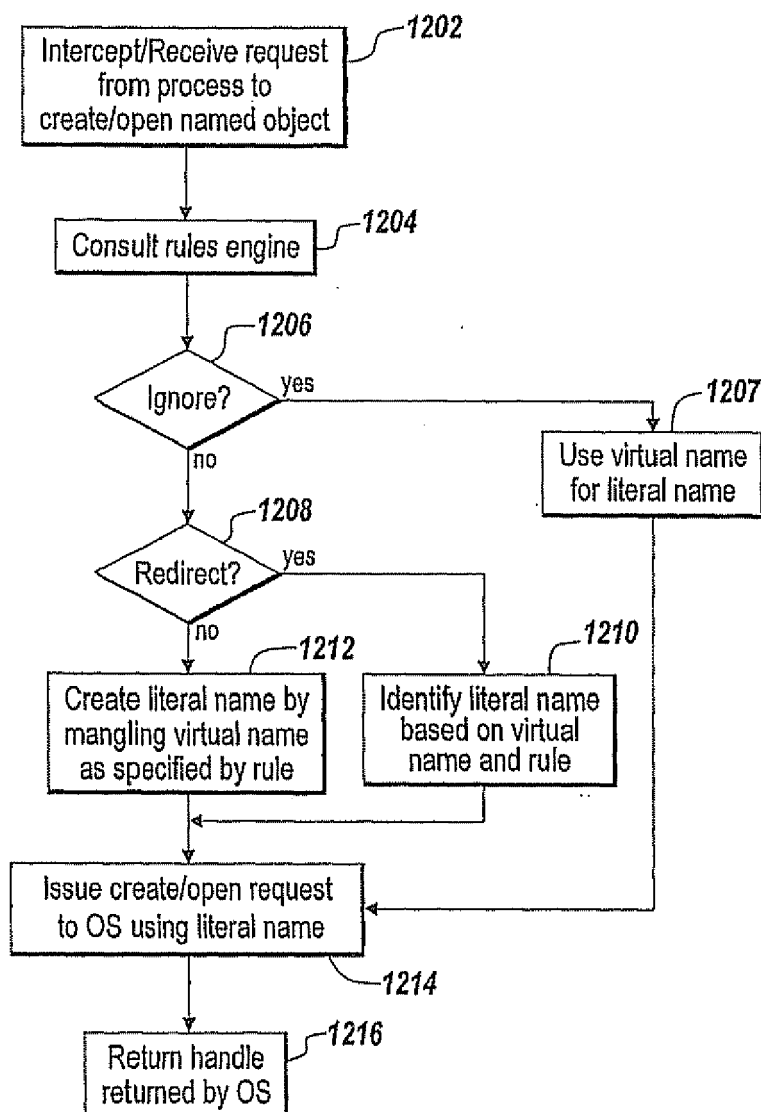 1202
Intercept/Receive request
from process to
create/open named object
1204
Consult rules engine
1206
Ignore?
yes
no
1207
Use virtual name
for literal name
1208
Redirect?
yes
no
1212
Create literal name by
mangling virtual name
as specified by rule
1210
Identify literal name
based on virtual
name and rule
Issue create/open request
to OS using literal name
1214
1216
Return handle
returned by OS